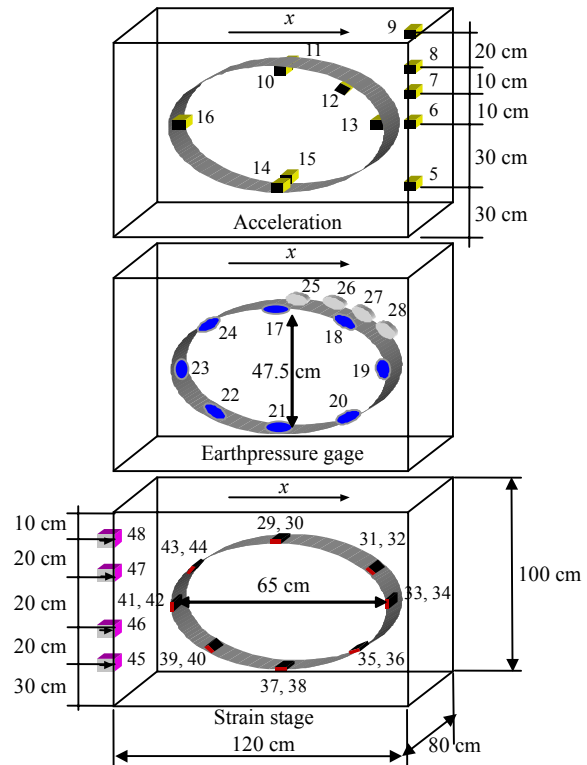 x
9
20 cm
11
8
10
7
10 cm
12
10 cm
16
13
6
15
14
30 cm
5
30 cm
Acceleration
x
25
26
27
24
17
18
28
23
47.5 cm
19
22
21
20
Earthpressure gage
x
10 cm
48
29, 30
31, 32
20 cm
43, 44
47
65 cm
100 cm
20 cm
41, 42
33, 34
46
20 cm
39, 40
35, 36
45
37, 38
30 cm
Strain stage
120 cm
80 cm